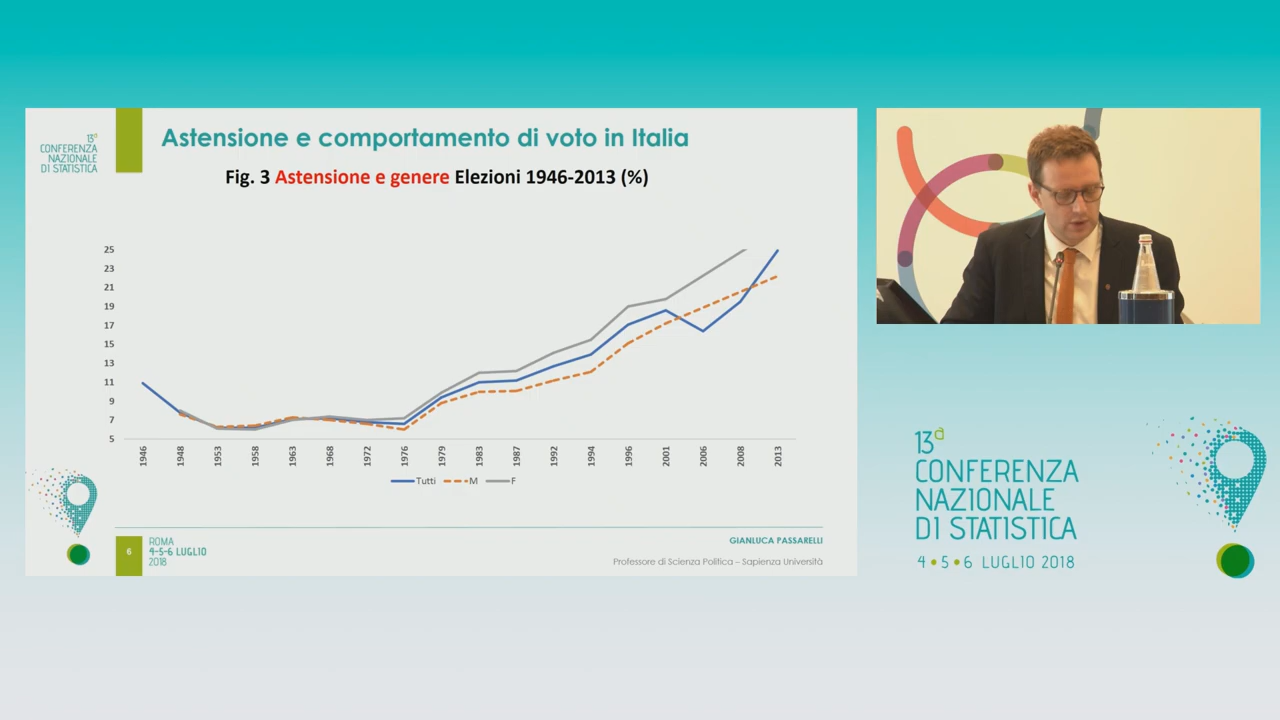 13ª
CONFERENZA
NAZIONALE
DI STATISTICA
Astensione e comportamento di voto in Italia
Fig. 3 Astensione e genere Elezioni 1946-2013 (%)
25
23
21
19
17
15
13
11
9
7
5
1946
1948
1953
1958
1963
1968
1972
1976
1979
1983
1987
1992
1994
1996
2001
2006
2008
2013
Tutti M F
6
ROMA
4-5-6 LUGLIO
2018
GIANLUCA PASSARELLI
Professore di Scienza Politica – Sapienza Università
13ª
CONFERENZA
NAZIONALE
DI STATISTICA
4 • 5 • 6 LUGLIO 2018